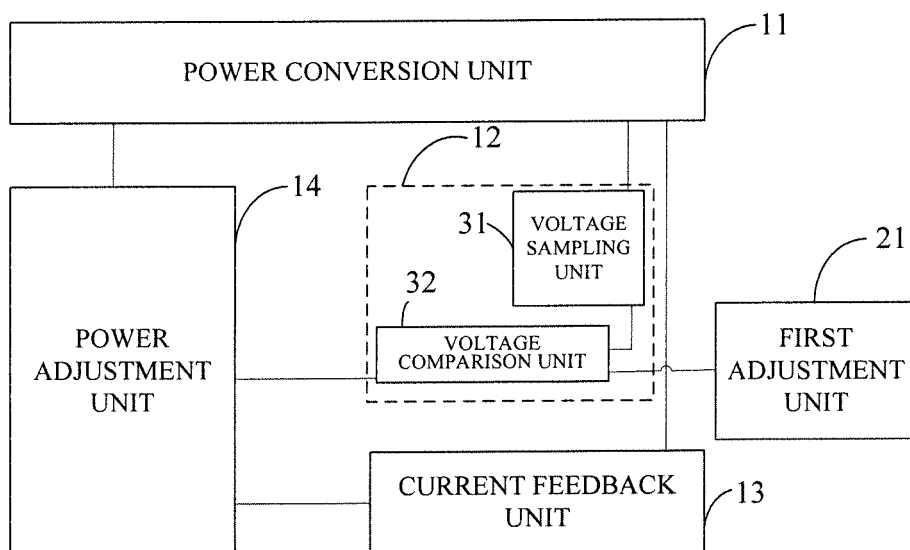 11
POWER CONVERSION UNIT
12
14
31
VOLTAGE
SAMPLING
UNIT
21
32
VOLTAGE
COMPARISON UNIT
POWER
ADJUSTMENT
UNIT
FIRST
ADJUSTMENT
UNIT
CURRENT FEEDBACK
UNIT
13